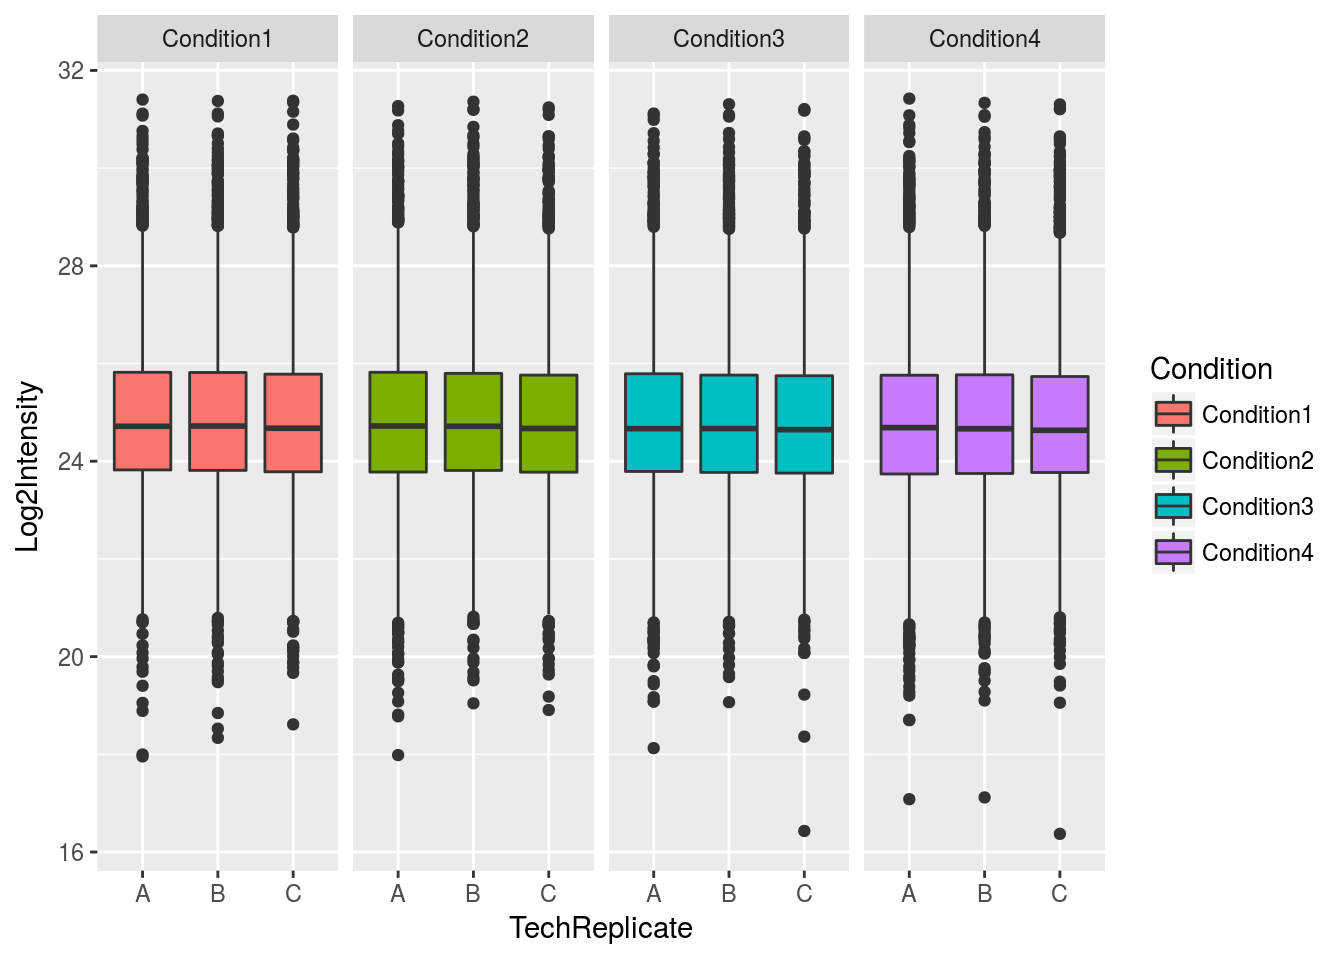 Condition1 Condition2 Condition3 Condition4
32
28
24
20
16
Log2Intensity
A B C A B C A B C A B C
TechReplicate
Condition
Condition1
Condition2
Condition3
Condition4